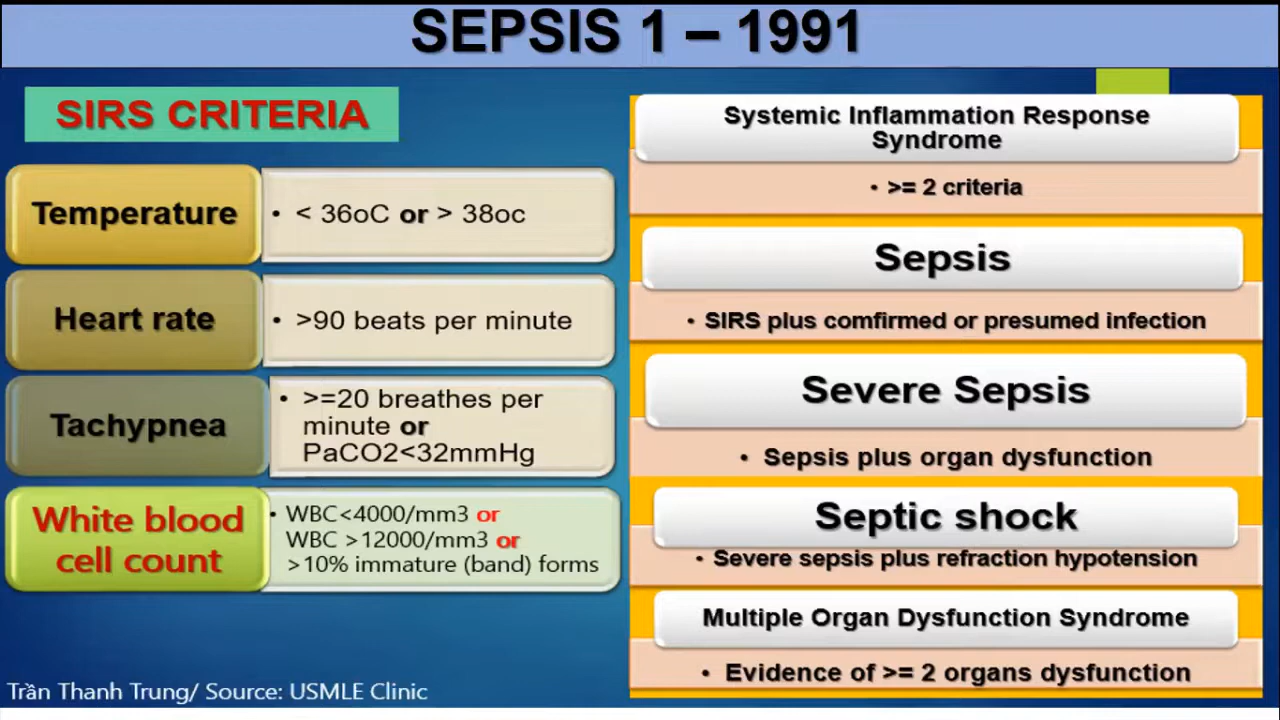 SEPSIS 1 – 1991
SIRS CRITERIA
Temperature
• < 36oC or > 38oc
Heart rate
• >90 beats per minute
Tachypnea
• >=20 breathes per
minute or
PaCO2<32mmHg
White blood
cell count
• WBC<4000/mm3 or
WBC >12000/mm3 or
>10% immature (band) forms
Systemic Inflammation Response
Syndrome
• >= 2 criteria
Sepsis
• SIRS plus comfirmed or presumed infection
Severe Sepsis
• Sepsis plus organ dysfunction
Septic shock
• Severe sepsis plus refraction hypotension
Multiple Organ Dysfunction Syndrome
• Evidence of >= 2 organs dysfunction
Trần Thanh Trung/ Source: USMLE Clinic